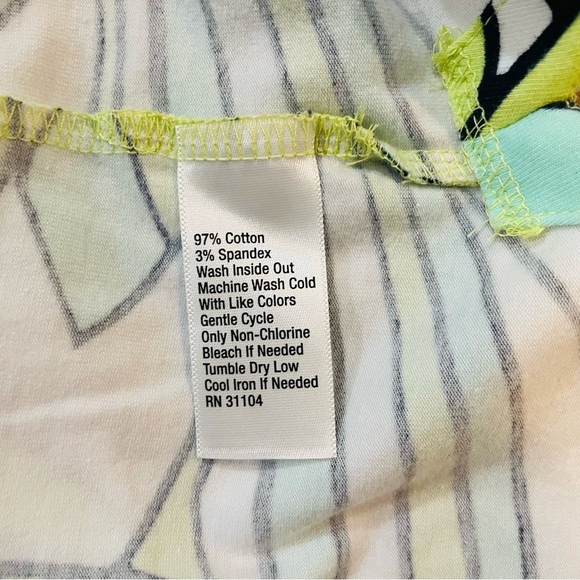 97% Cotton
3% Spandex
Wash Inside Out
Machine Wash Cold
With Like Colors
Gentle Cycle
Only Non-Chlorine
Bleach If Needed
Tumble Dry Low
Cool Iron If Needed
RN 31104